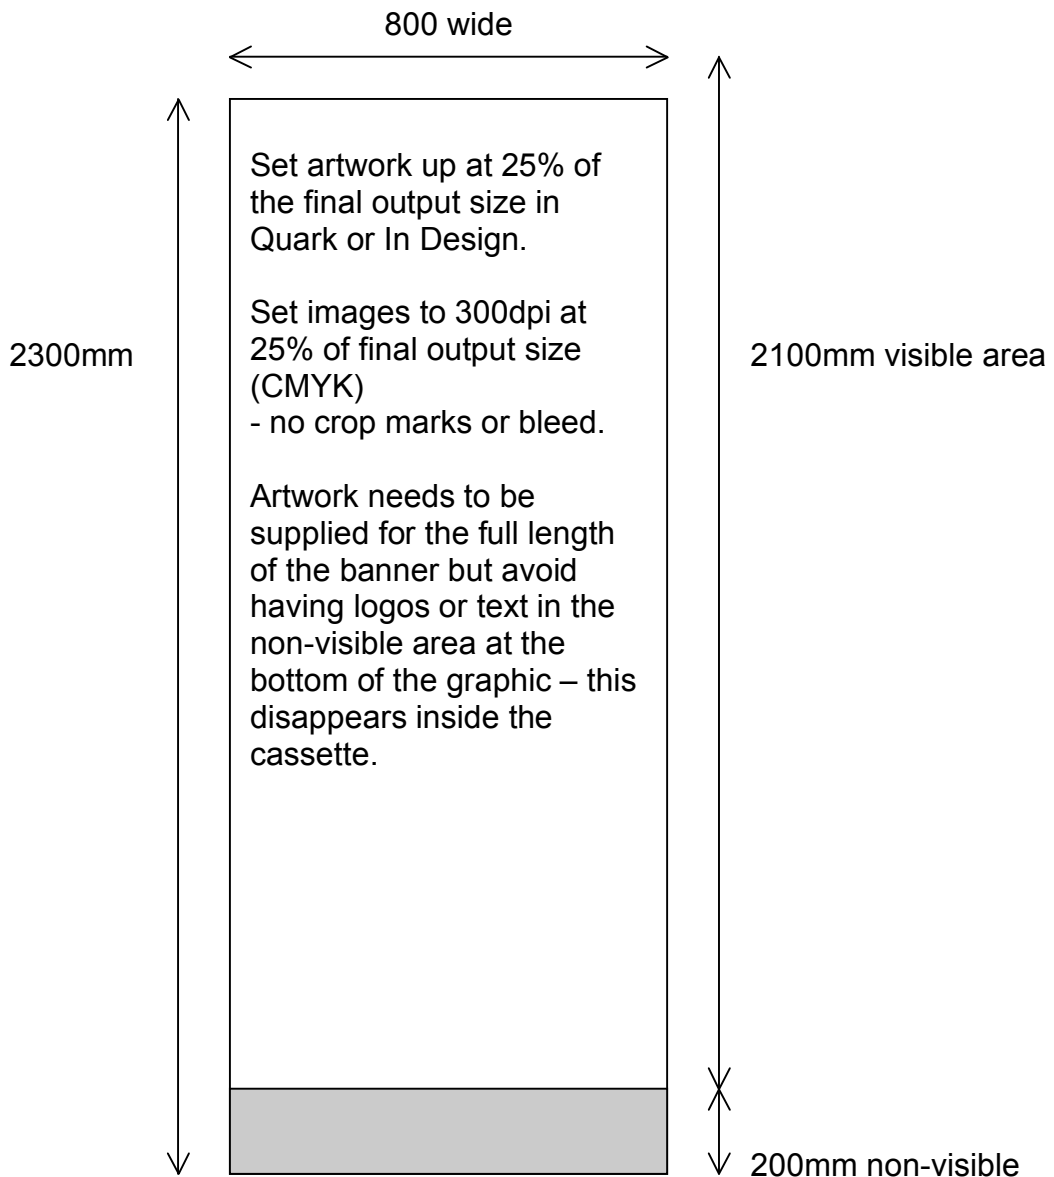 800 wide
Set artwork up at 25% of
the final output size in
Quark or In Design.
Set images to 300dpi at
25% of final output size
(CMYK)
- no crop marks or bleed.
Artwork needs to be
supplied for the full length
of the banner but avoid
having logos or text in the
non-visible area at the
bottom of the graphic – this
disappears inside the
cassette.
2300mm
2100mm visible area
200mm non-visible